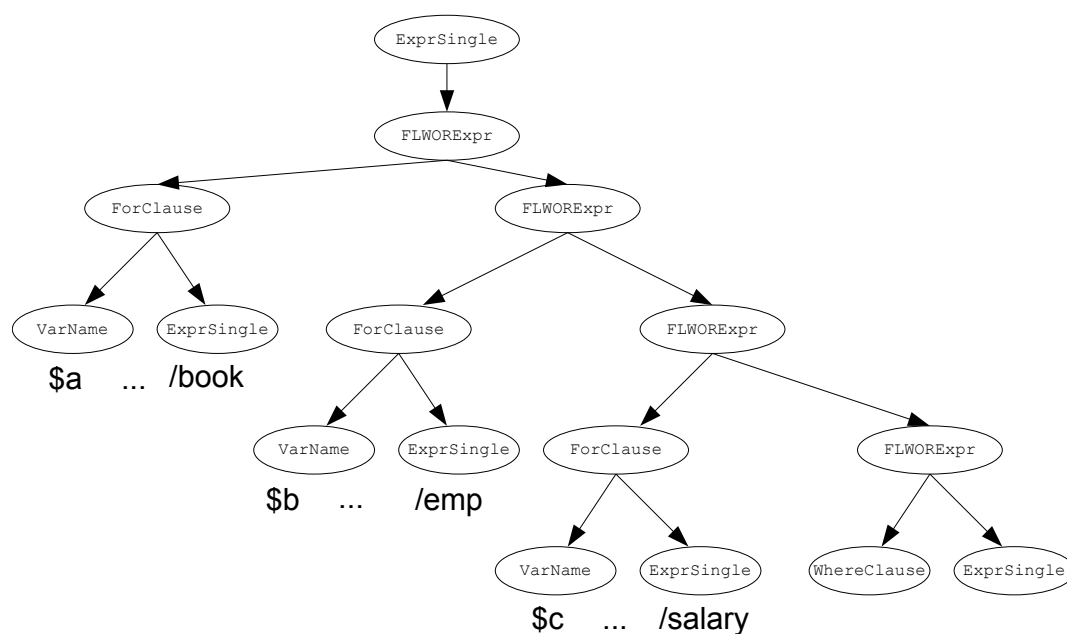 ExprSingle
FLWORExpr
ForClause FLWORExpr
VarName ExprSingle ForClause FLWORExpr
$a ... /book
VarName ExprSingle ForClause FLWORExpr
$b ... /emp
VarName ExprSingle WhereClause ExprSingle
$c ... /salary